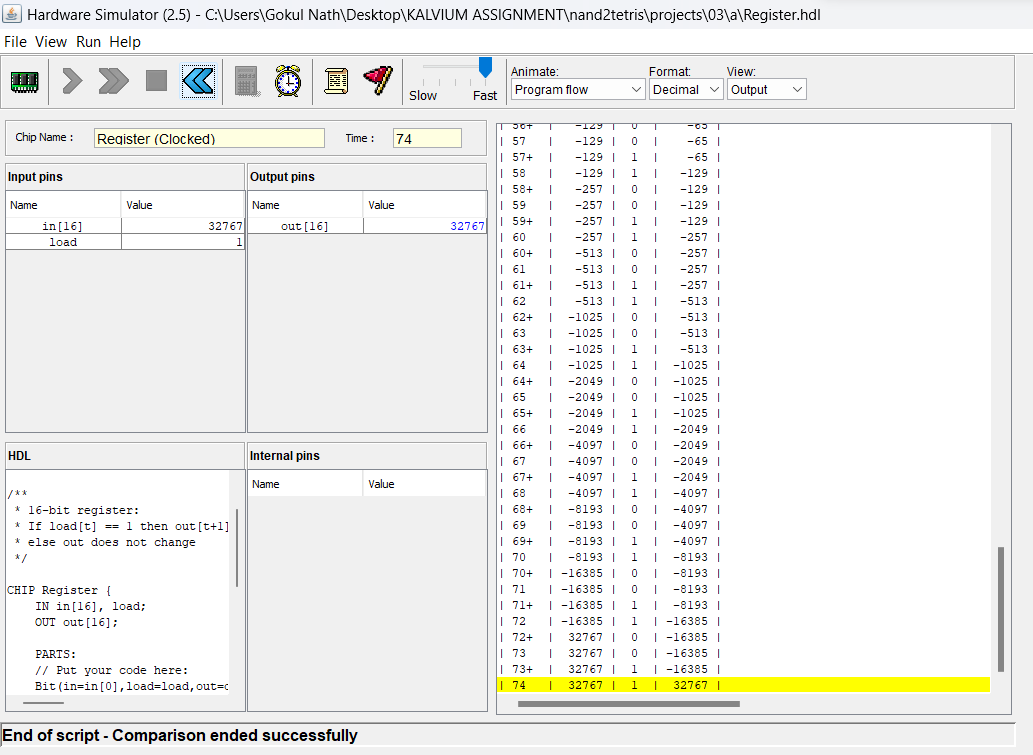 Hardware Simulator (2.5) - C:\Users\Gokul Nath\Desktop\KALVIUM ASSIGNMENT\nand2tetris\projects\03\a\Register.hdl
File View Run Help
Slow Fast
Animate: Format: View:
Program flow Decimal Output
Chip Name : Register (Clocked) Time : 74
Input pins
Name Value
in[16] 32767
load 1
Output pins
Name Value
out[16] 32767
HDL
/**
* 16-bit register:
* If load[t] == 1 then out[t+1]
* else out does not change
*/
CHIP Register {
IN in[16], load;
OUT out[16];
PARTS:
// Put your code here:
Bit(in=in[0],load=load,out=o
Internal pins
Name Value
| 56+ | -129 | 0 | -65 |
| 57 | -129 | 0 | -65 |
| 57+ | -129 | 1 | -65 |
| 58 | -129 | 1 | -129 |
| 58+ | -257 | 0 | -129 |
| 59 | -257 | 0 | -129 |
| 59+ | -257 | 1 | -129 |
| 60 | -257 | 1 | -257 |
| 60+ | -513 | 0 | -257 |
| 61 | -513 | 0 | -257 |
| 61+ | -513 | 1 | -257 |
| 62 | -513 | 1 | -513 |
| 62+ | -1025 | 0 | -513 |
| 63 | -1025 | 0 | -513 |
| 63+ | -1025 | 1 | -513 |
| 64 | -1025 | 1 | -1025 |
| 64+ | -2049 | 0 | -1025 |
| 65 | -2049 | 0 | -1025 |
| 65+ | -2049 | 1 | -1025 |
| 66 | -2049 | 1 | -2049 |
| 66+ | -4097 | 0 | -2049 |
| 67 | -4097 | 0 | -2049 |
| 67+ | -4097 | 1 | -2049 |
| 68 | -4097 | 1 | -4097 |
| 68+ | -8193 | 0 | -4097 |
| 69 | -8193 | 0 | -4097 |
| 69+ | -8193 | 1 | -4097 |
| 70 | -8193 | 1 | -8193 |
| 70+ | -16385 | 0 | -8193 |
| 71 | -16385 | 0 | -8193 |
| 71+ | -16385 | 1 | -8193 |
| 72 | -16385 | 1 | -16385 |
| 72+ | 32767 | 0 | -16385 |
| 73 | 32767 | 0 | -16385 |
| 73+ | 32767 | 1 | -16385 |
| 74 | 32767 | 1 | 32767 |
End of script - Comparison ended successfully